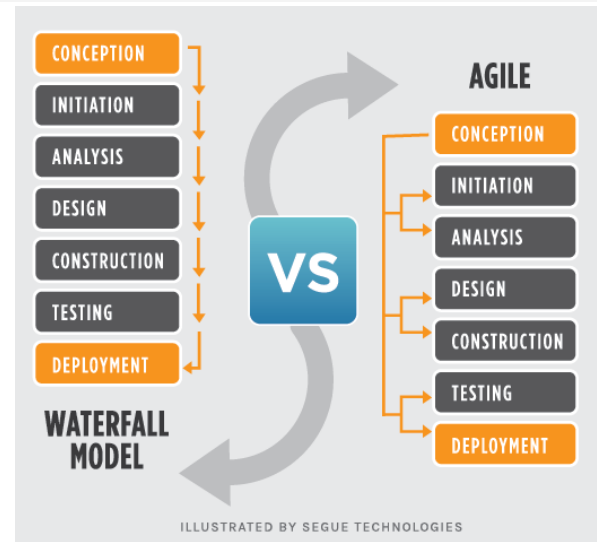 CONCEPTION
INITIATION
ANALYSIS
DESIGN
CONSTRUCTION
TESTING
DEPLOYMENT
WATERFALL
MODEL
VS
AGILE
CONCEPTION
INITIATION
ANALYSIS
DESIGN
CONSTRUCTION
TESTING
DEPLOYMENT
ILLUSTRATED BY SEGUE TECHNOLOGIES